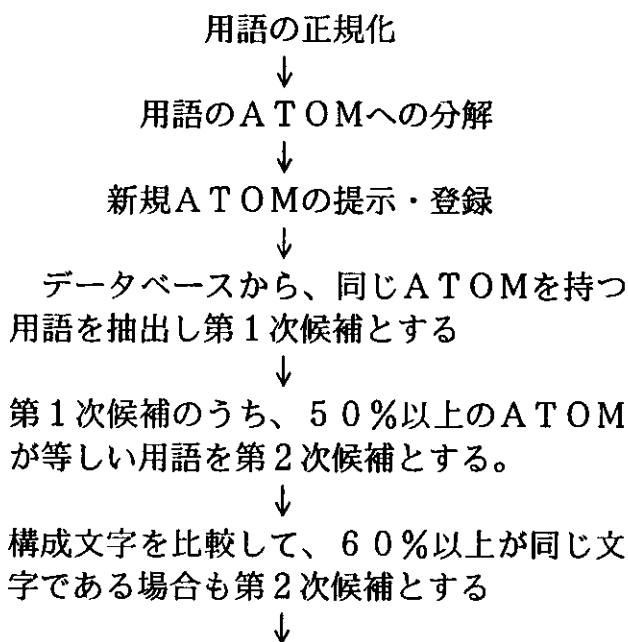 用語の正規化
↓
用語のATOMへの分解
↓
新規ATOMの提示・登録
↓
データベースから、同じATOMを持つ
用語を抽出し第1次候補とする
↓
第1次候補のうち、50%以上のATOM
が等しい用語を第2次候補とする。
↓
構成文字を比較して、60%以上が同じ文
字である場合も第2次候補とする
↓